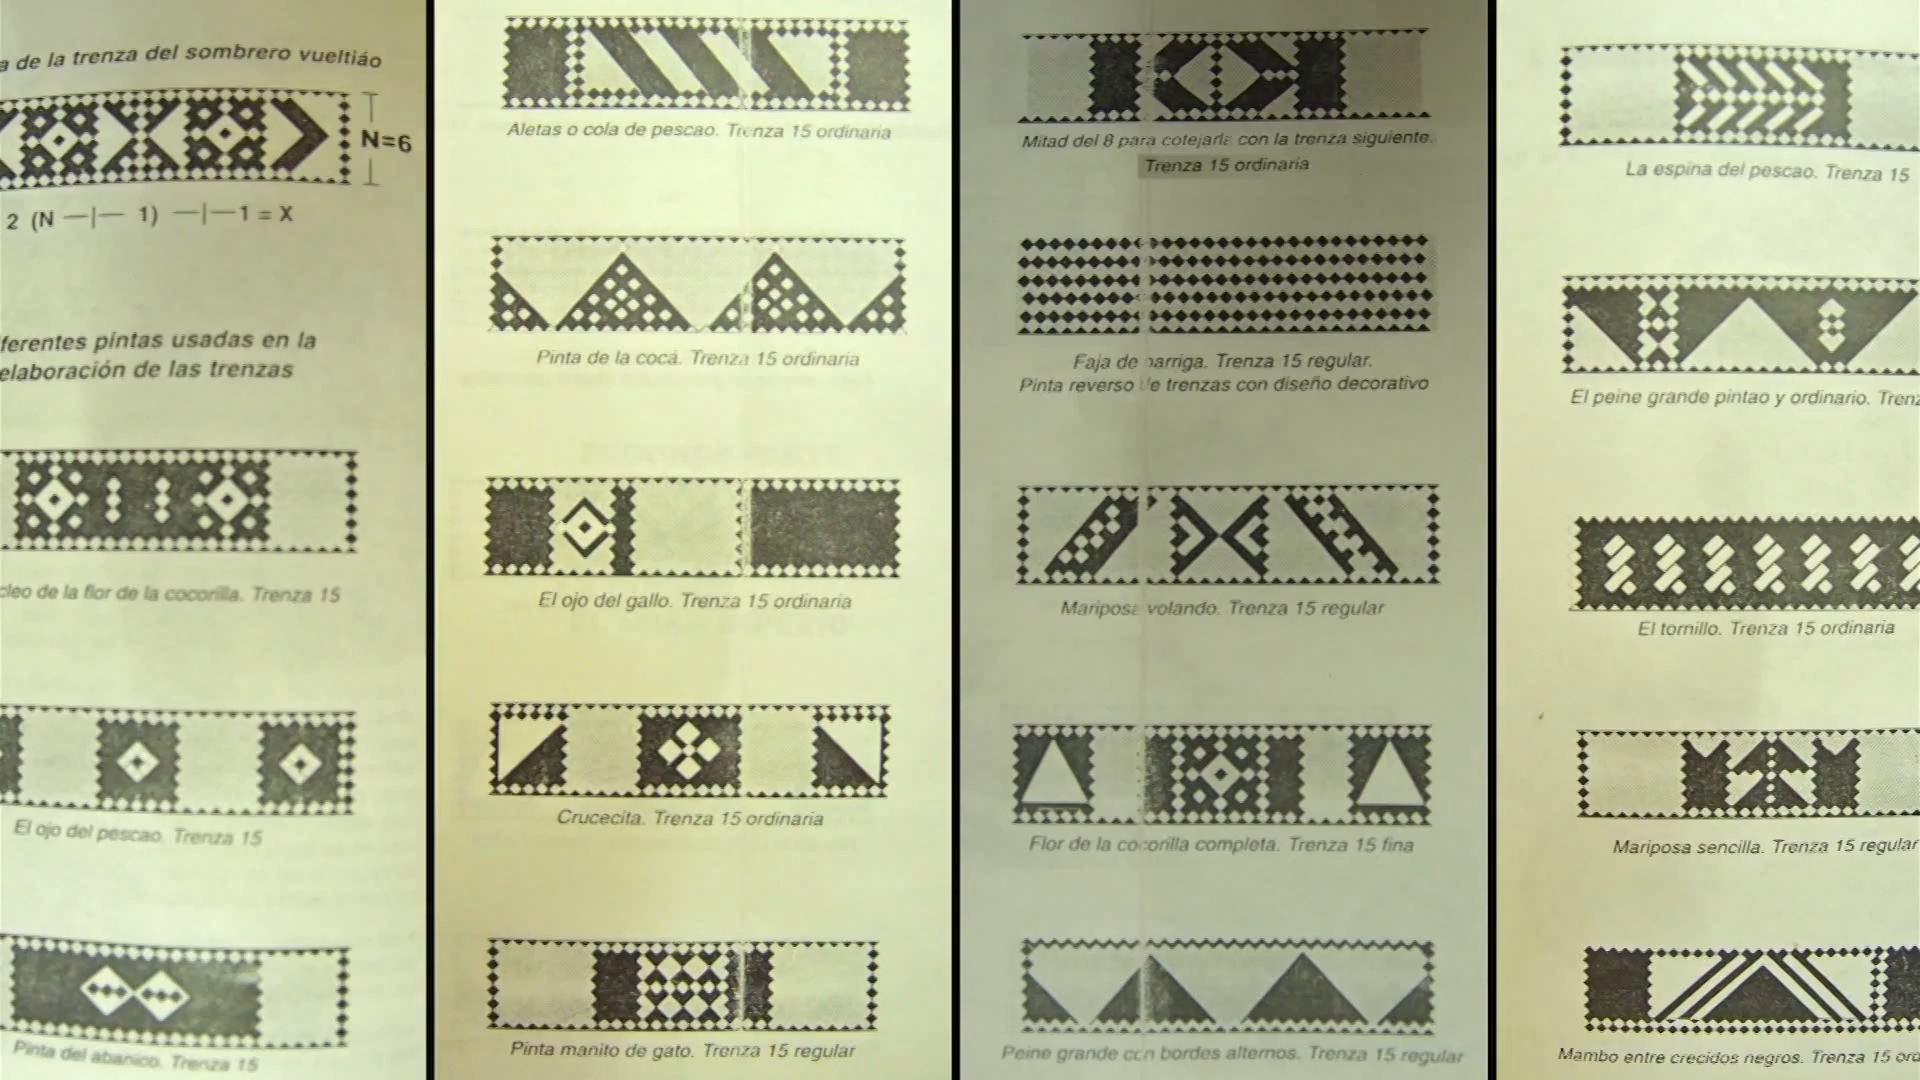 de la trenza del sombrero vueltiáo
N=6
2 (N —|— 1) —|—1 = X
pintas usadas en la
elaboración de las trenzas
de la flor de la cocorilla. Trenza 15
El ojo del pescao. Trenza 15
Pinta del abanico. Trenza 15
Aletas o cola de pescao. Trenza 15 ordinaria
Pinta de la cocá. Trenza 15 ordinaria
El ojo del gallo. Trenza 15 ordinaria
Crucecita. Trenza 15 ordinaria
Pinta manito de gato. Trenza 15 regular
Mitad del 8 para cotejarla con la trenza siguiente.
Trenza 15 ordinaria
Faja de barriga. Trenza 15 regular.
Pinta reverso de trenzas con diseño decorativo
Mariposa volando. Trenza 15 regular
Flor de la cocorilla completa. Trenza 15 fina
Peine grande con bordes alternos. Trenza 15 regular
La espina del pescao. Trenza 15
El peine grande pintao y ordinario.
El tornillo. Trenza 15 ordinaria
Mariposa sencilla. Trenza 15 regular
Mambo entre crecidos negros. Trenza 15